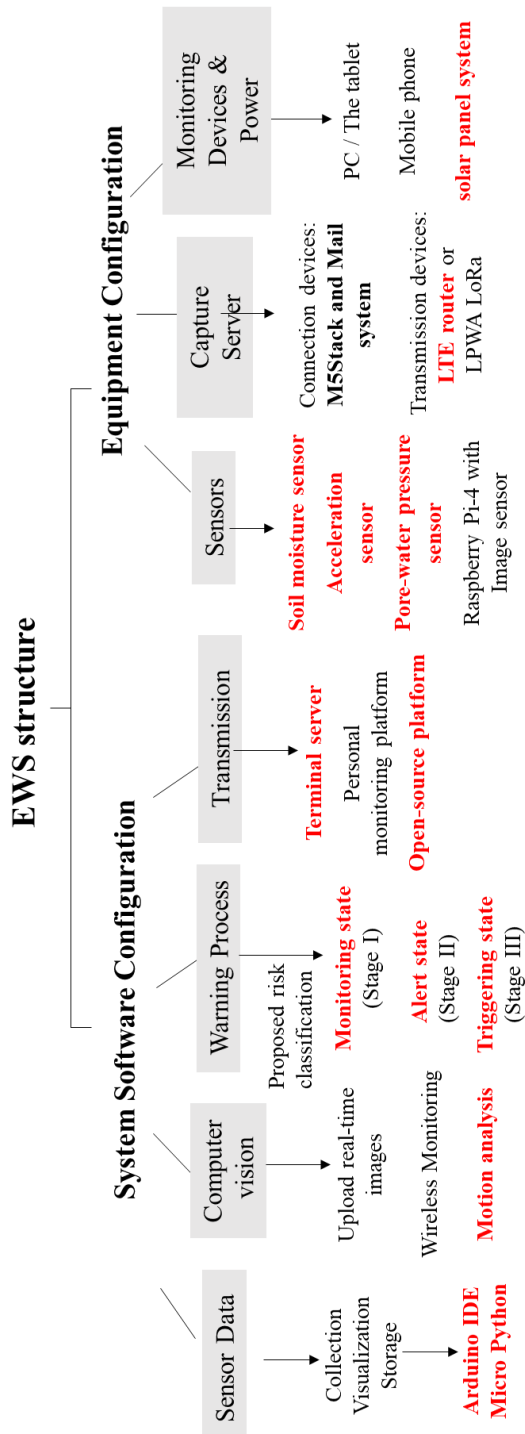 EWS structure
System Software Configuration
Equipment Configuration
Sensor Data
Collection
Visualization
Storage
Arduino IDE
Micro Python
Computer
vision
Upload real-time
images
Wireless Monitoring
Motion analysis
Warning Process
Proposed risk
classification
Monitoring state
(Stage I)
Alert state
(Stage II)
Triggering state
(Stage III)
Transmission
Terminal server
Personal
monitoring platform
Open-source platform
Sensors
Soil moisture sensor
Acceleration
sensor
Pore-water pressure
sensor
Raspberry Pi-4 with
Image sensor
Capture
Server
Connection devices:
M5Stack and Mail
system
Transmission devices:
LTE router or
LPWA LoRa
Monitoring
Devices &
Power
PC / The tablet
Mobile phone
solar panel system